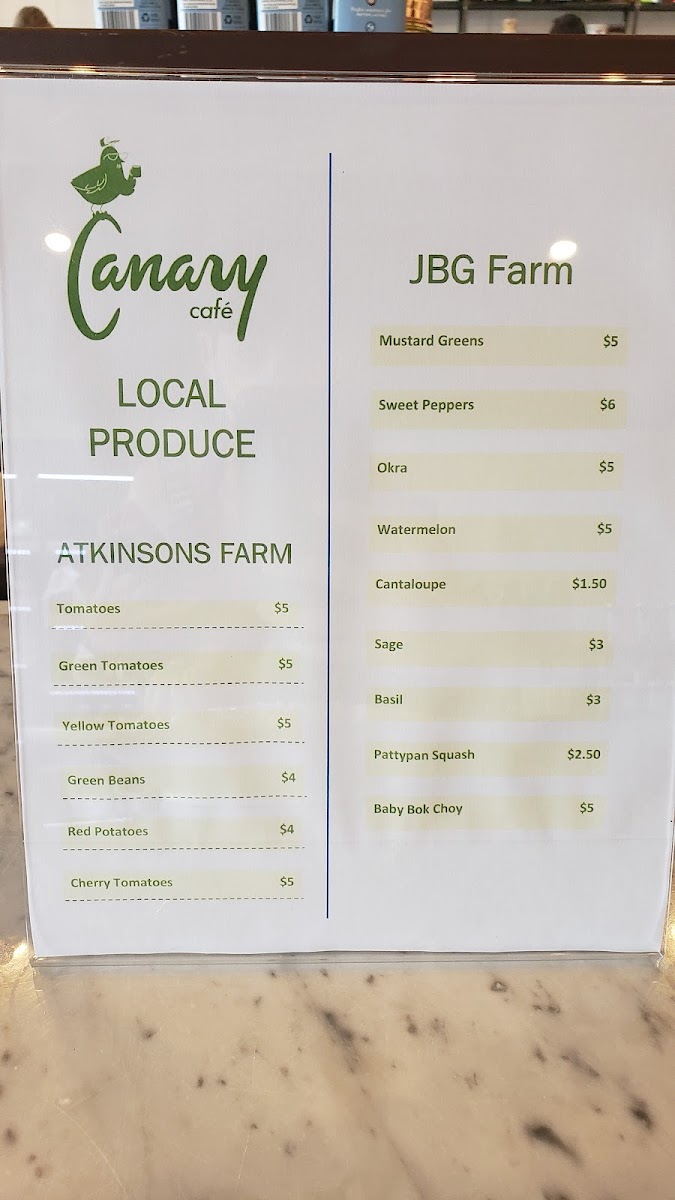 Canary
café
LOCAL
PRODUCE
ATKINSONS FARM
Tomatoes $5
Green Tomatoes $5
Yellow Tomatoes $5
Green Beans $4
Red Potatoes $4
Cherry Tomatoes $5
JBG Farm
Mustard Greens $5
Sweet Peppers $6
Okra $5
Watermelon $5
Cantaloupe $1.50
Sage $3
Basil $3
Pattypan Squash $2.50
Baby Bok Choy $5